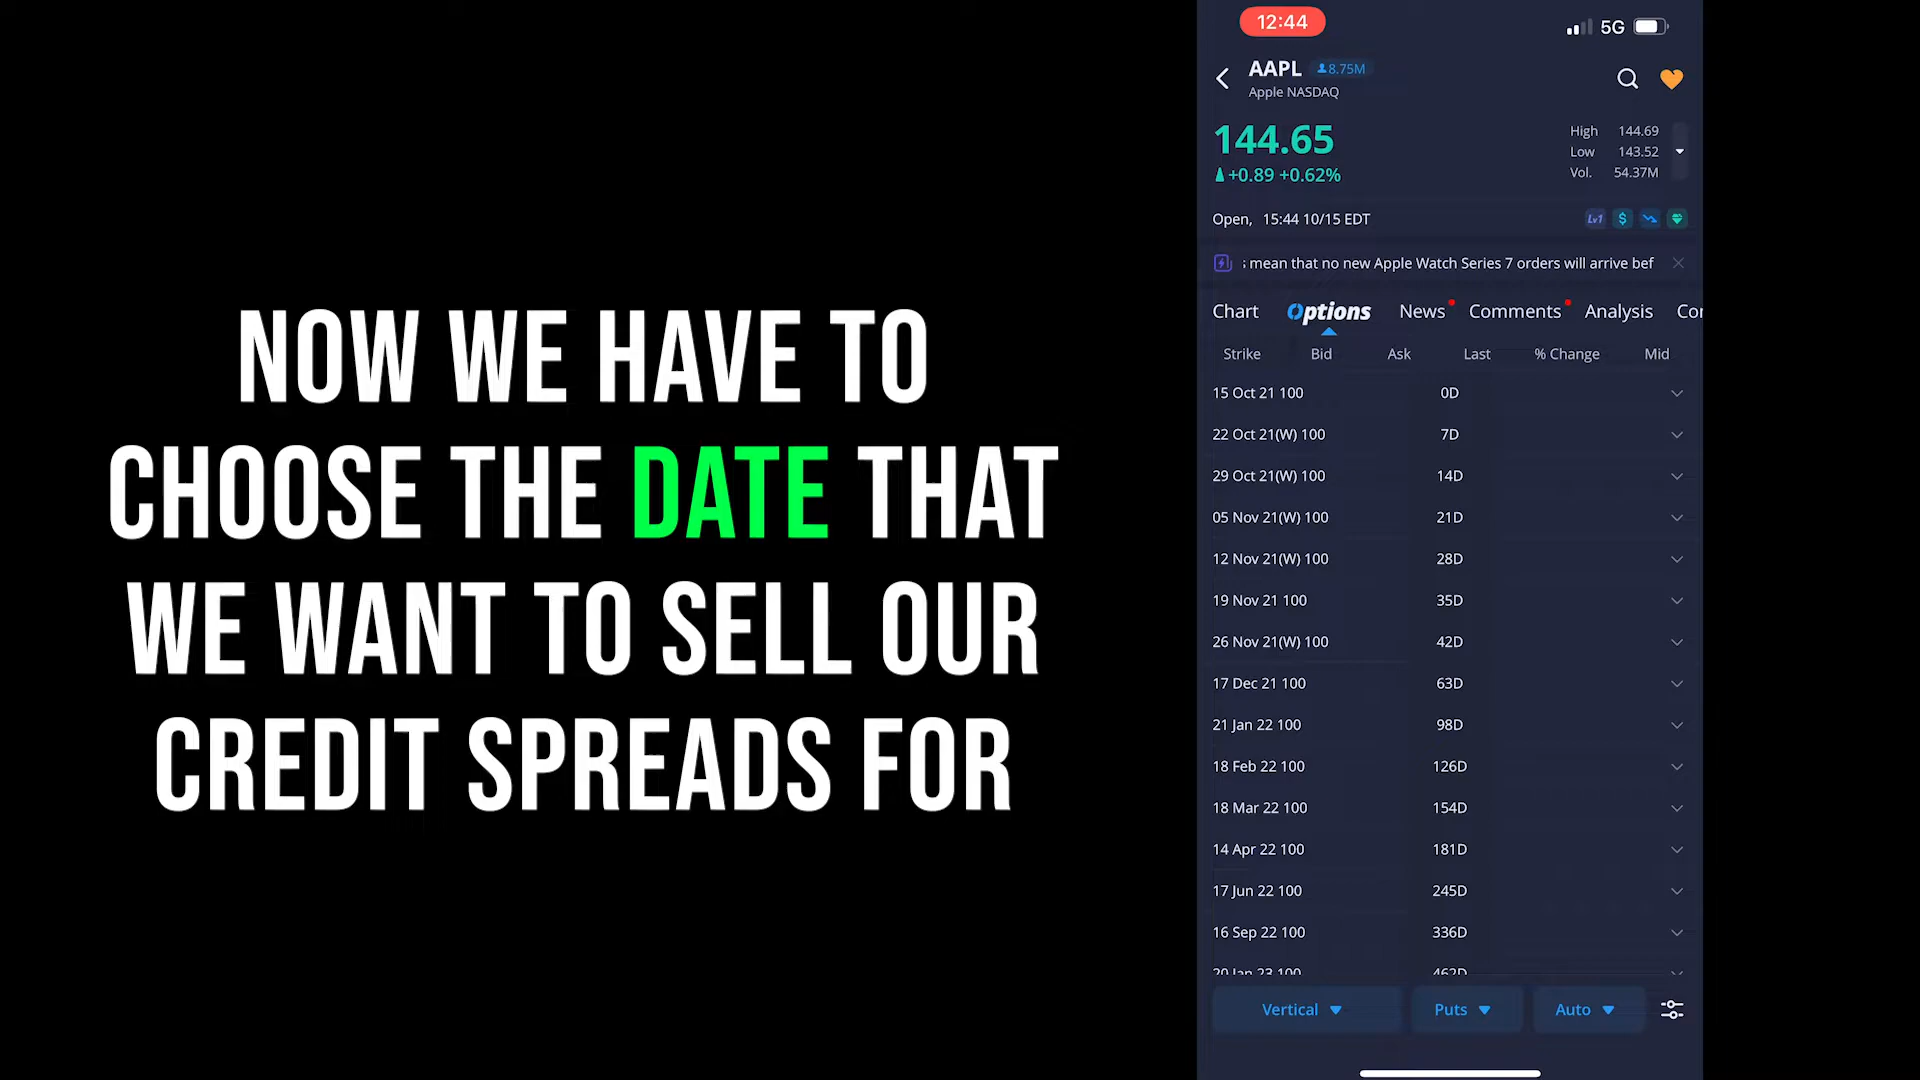 NOW WE HAVE TO
CHOOSE THE DATE THAT
WE WANT TO SELL OUR
CREDIT SPREADS FOR
12:44
5G
AAPL 8.75M
Apple NASDAQ
144.65
+0.89 +0.62%
High 144.69
Low 143.52
Vol. 54.37M
Open, 15:44 10/15 EDT
Lv1 $
s mean that no new Apple Watch Series 7 orders will arrive bef
Chart Options News Comments Analysis Cor
Strike Bid Ask Last % Change Mid
15 Oct 21 100 0D
22 Oct 21(W) 100 7D
29 Oct 21(W) 100 14D
05 Nov 21(W) 100 21D
12 Nov 21(W) 100 28D
19 Nov 21 100 35D
26 Nov 21(W) 100 42D
17 Dec 21 100 63D
21 Jan 22 100 98D
18 Feb 22 100 126D
18 Mar 22 100 154D
14 Apr 22 100 181D
17 Jun 22 100 245D
16 Sep 22 100 336D
20 Jan 23 100 462D
Vertical Puts Auto